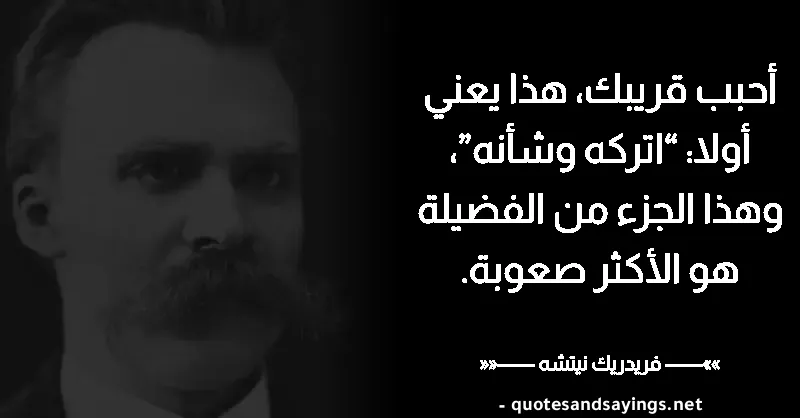 أحبب قريبك، هذا يعني
أولا: “اتركه وشأنه”،
وهذا الجزء من الفضيلة
هو الأكثر صعوبة.
»»—— فريدريك نيتشه ——««
- quotesandsayings.net